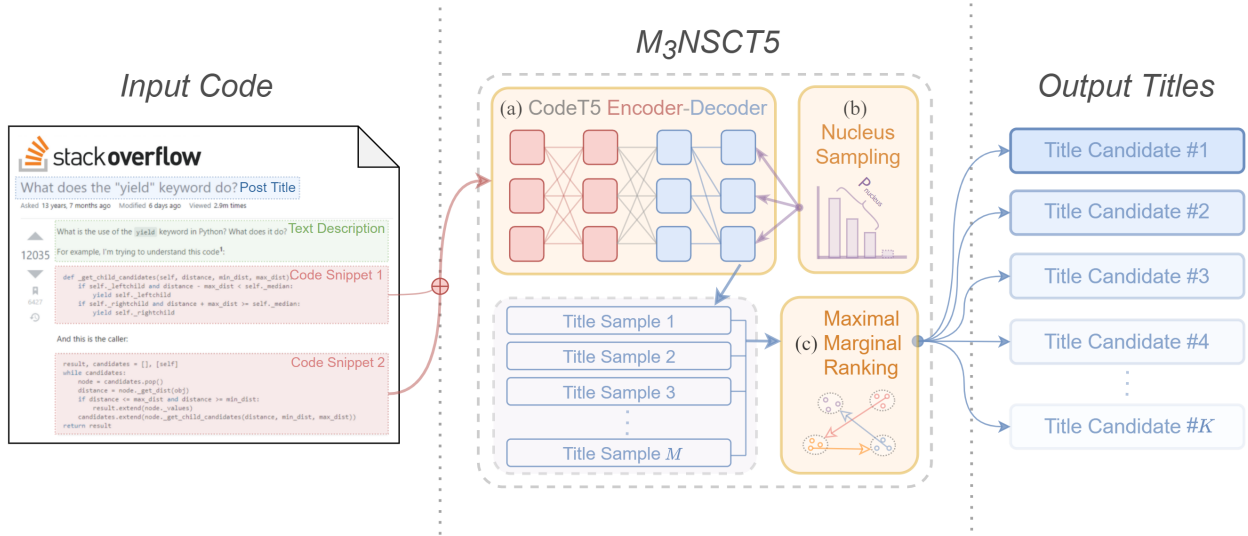 Input Code
stackoverflow
What does the "yield" keyword do? Post Title
Asked 13 years, 7 months ago Modified 6 days ago Viewed 2.9m times
What is the use of the yield keyword in Python? What does it do? Text Description
For example, I'm trying to understand this code1:
12035
6427
Code Snippet 1
def _get_child_candidates(self, distance, min_dist, max_dist)
if self._leftchild and distance - max_dist < self._median:
yield self._leftchild
if self._rightchild and distance + max_dist >= self._median:
yield self._rightchild
And this is the caller:
Code Snippet 2
result, candidates = [], [self]
while candidates:
node = candidates.pop()
distance = node._get_dist(obj)
if distance <= max_dist and distance >= min_dist:
result.extend(node._values)
candidates.extend(node._get_child_candidates(distance, min_dist, max_dist))
return result
M3NSCT5
(a) CodeT5 Encoder-Decoder
(b)
Nucleus
Sampling
Pnucleus
Title Sample 1
Title Sample 2
Title Sample 3
⋮
Title Sample M
(c) Maximal
Marginal
Ranking
Output Titles
Title Candidate #1
Title Candidate #2
Title Candidate #3
Title Candidate #4
⋮
Title Candidate #K